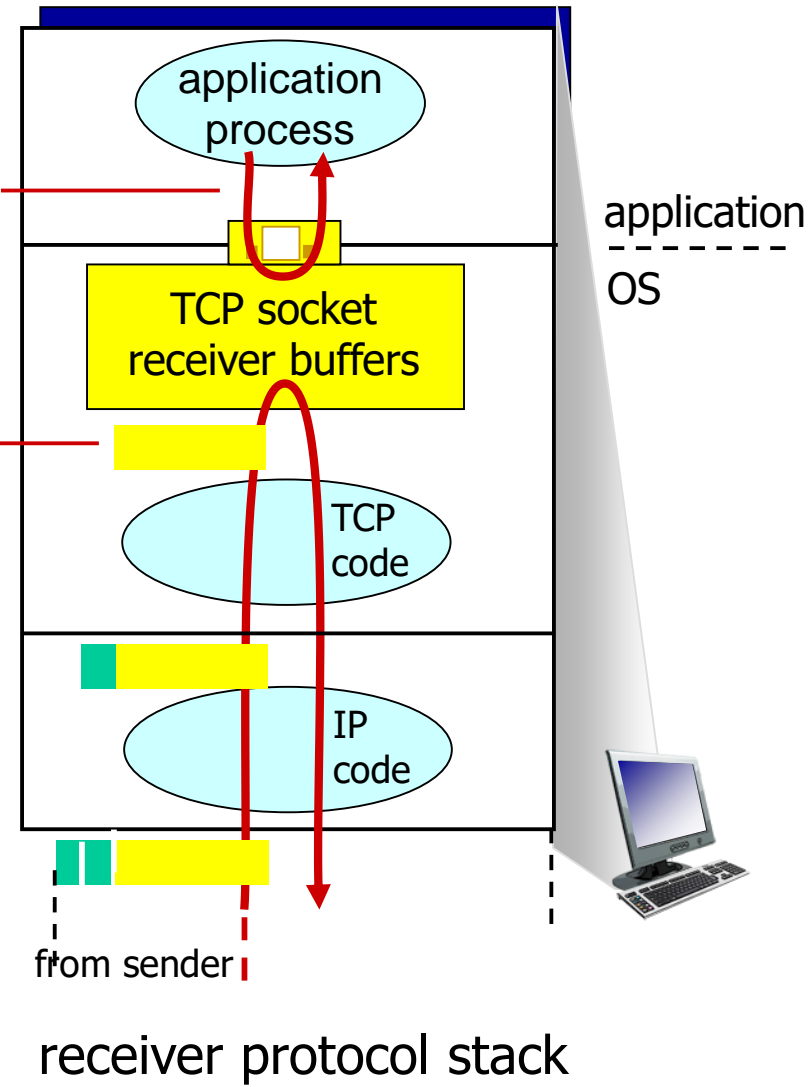 application
process
application
OS
TCP socket
receiver buffers
TCP
code
IP
code
from sender
receiver protocol stack